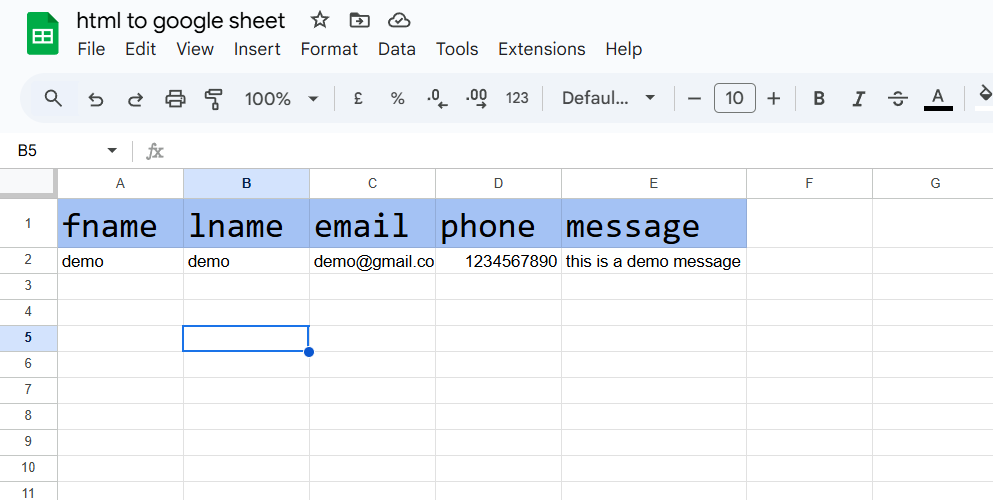 html to google sheet
File Edit View Insert Format Data Tools Extensions Help
100% £ % .0 .00 123 Defaul... 10 B I S A
B5 fx
A B C D E F G
1 fname lname email phone message
2 demo demo demo@gmail.co 1234567890 this is a demo message
3
4
5
6
7
8
9
10
11